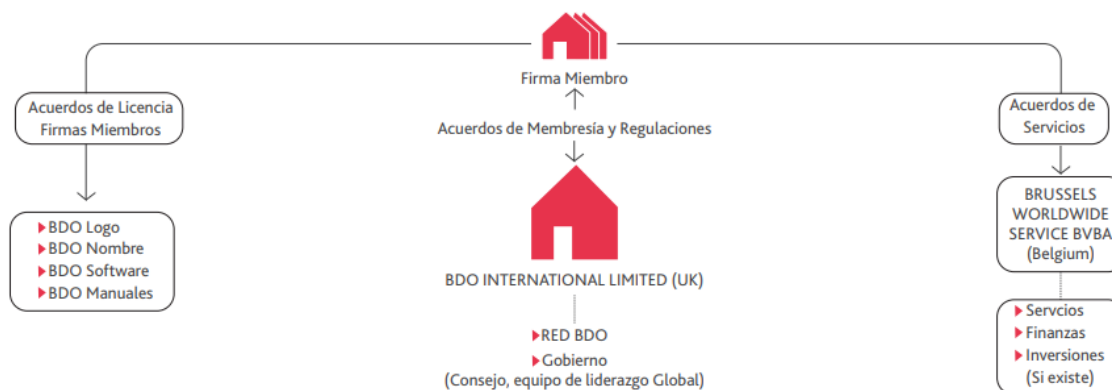 Firma Miembro
Acuerdos de Licencia
Firmas Miembros
Acuerdos de Membresía y Regulaciones
Acuerdos de
Servicios
BDO Logo
BDO Nombre
BDO Software
BDO Manuales
BDO INTERNATIONAL LIMITED (UK)
RED BDO
Gobierno
(Consejo, equipo de liderazgo Global)
BRUSSELS
WORLDWIDE
SERVICE BVBA
(Belgium)
Servcios
Finanzas
Inversiones
(Si existe)